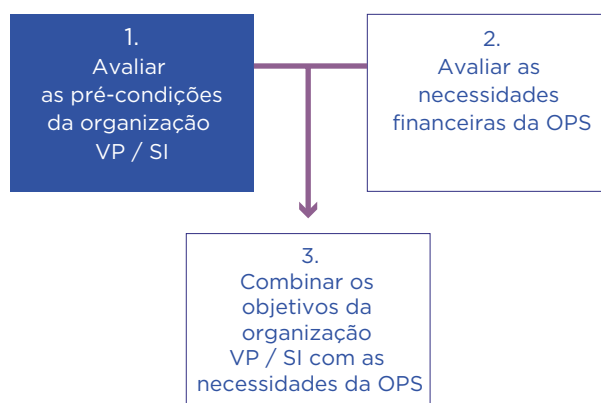 1.
Avaliar
as pré-condições
da organização
VP / SI
2.
Avaliar as
necessidades
financeiras da OPS
3.
Combinar os
objetivos da
organização
VP / SI com as
necessidades da OPS